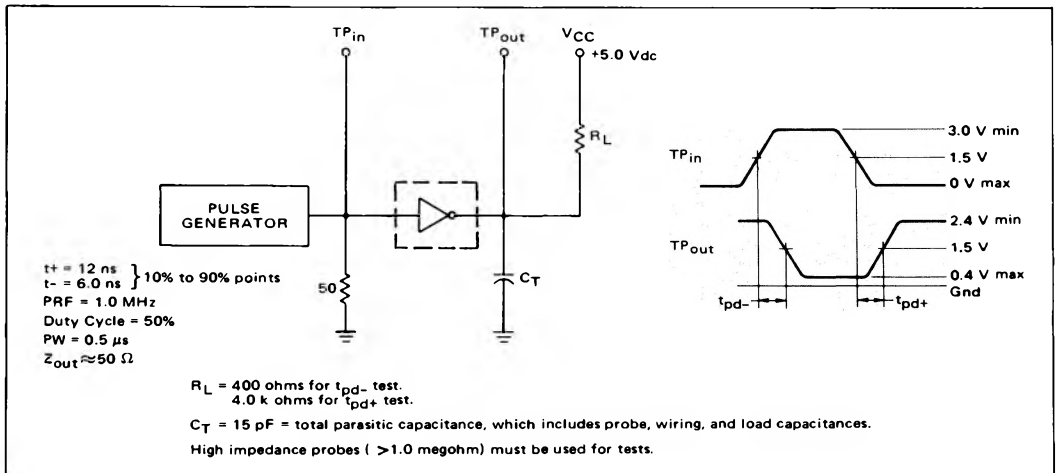 TPin
TPout
VCC
+5.0 Vdc
RL
PULSE
GENERATOR
50
CT
t+ = 12 ns
t- = 6.0 ns
}10% to 90% points
PRF = 1.0 MHz
Duty Cycle = 50%
PW = 0.5 μs
Zout ≈ 50 Ω
TPin
3.0 V min
1.5 V
0 V max
TPout
2.4 V min
1.5 V
0.4 V max
Gnd
tpd-
tpd+
RL = 400 ohms for tpd- test.
4.0 k ohms for tpd+ test.
CT = 15 pF = total parasitic capacitance, which includes probe, wiring, and load capacitances.
High impedance probes ( >1.0 megohm) must be used for tests.